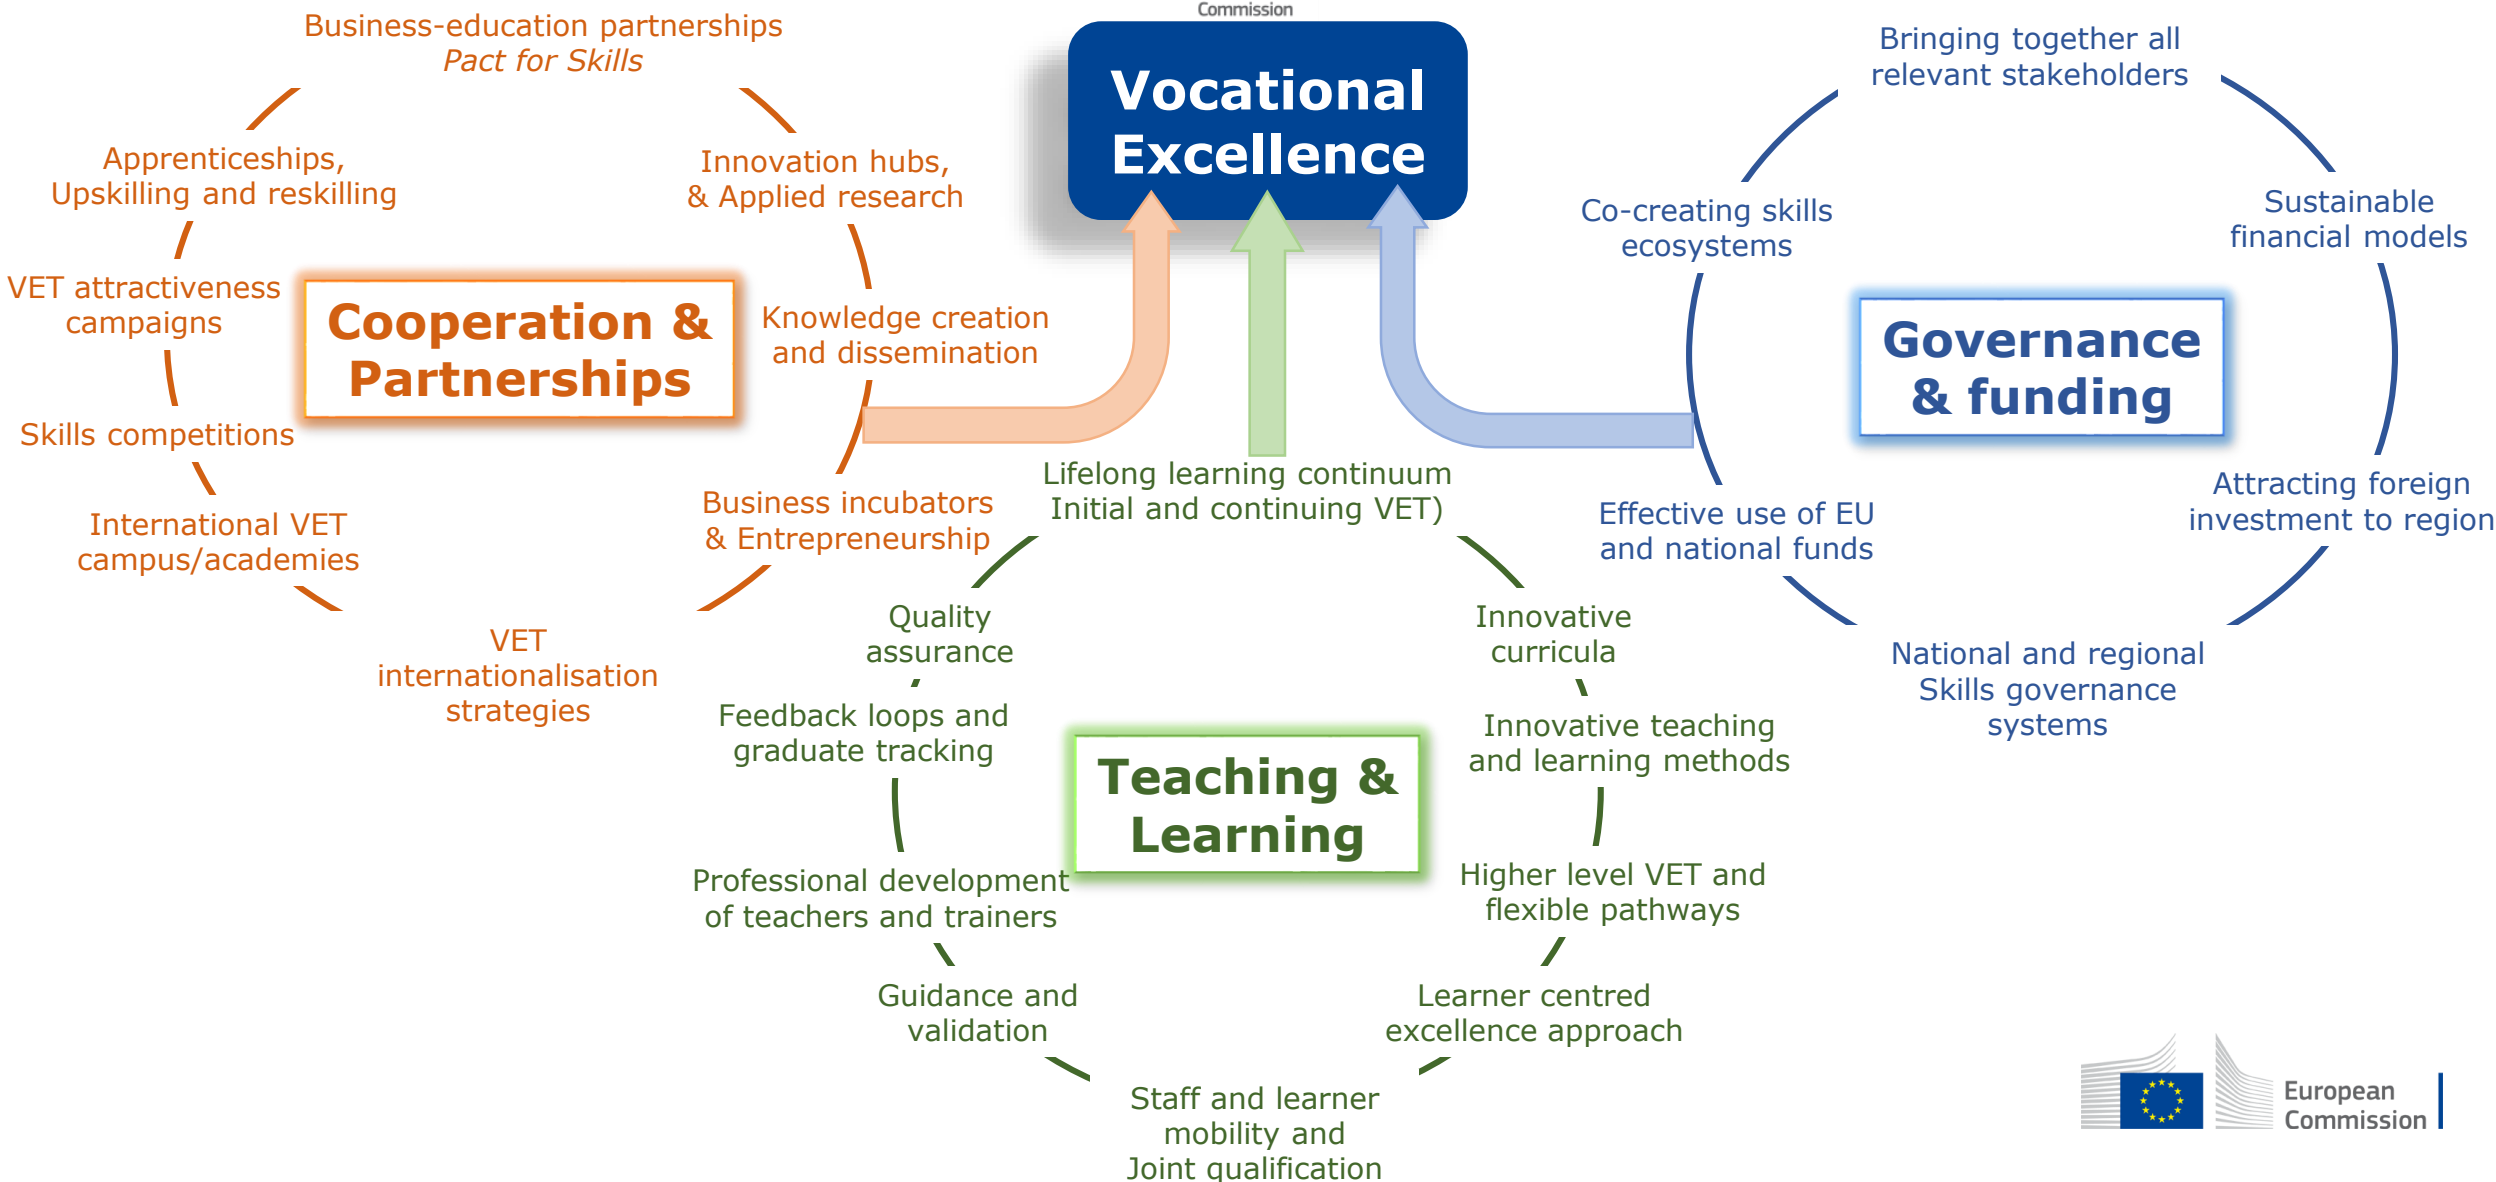 Commission
Vocational
Excellence
Business-education partnerships
Pact for Skills
Apprenticeships,
Upskilling and reskilling
Innovation hubs,
& Applied research
VET attractiveness
campaigns
Cooperation &
Partnerships
Knowledge creation
and dissemination
Skills competitions
International VET
campus/academies
Business incubators
& Entrepreneurship
VET
internationalisation
strategies
Bringing together all
relevant stakeholders
Co-creating skills
ecosystems
Sustainable
financial models
Governance
& funding
Effective use of EU
and national funds
Attracting foreign
investment to region
National and regional
Skills governance
systems
Lifelong learning continuum
Initial and continuing VET)
Quality
assurance
Innovative
curricula
Feedback loops and
graduate tracking
Innovative teaching
and learning methods
Teaching &
Learning
Professional development
of teachers and trainers
Higher level VET and
flexible pathways
Guidance and
validation
Learner centred
excellence approach
Staff and learner
mobility and
Joint qualification
European
Commission